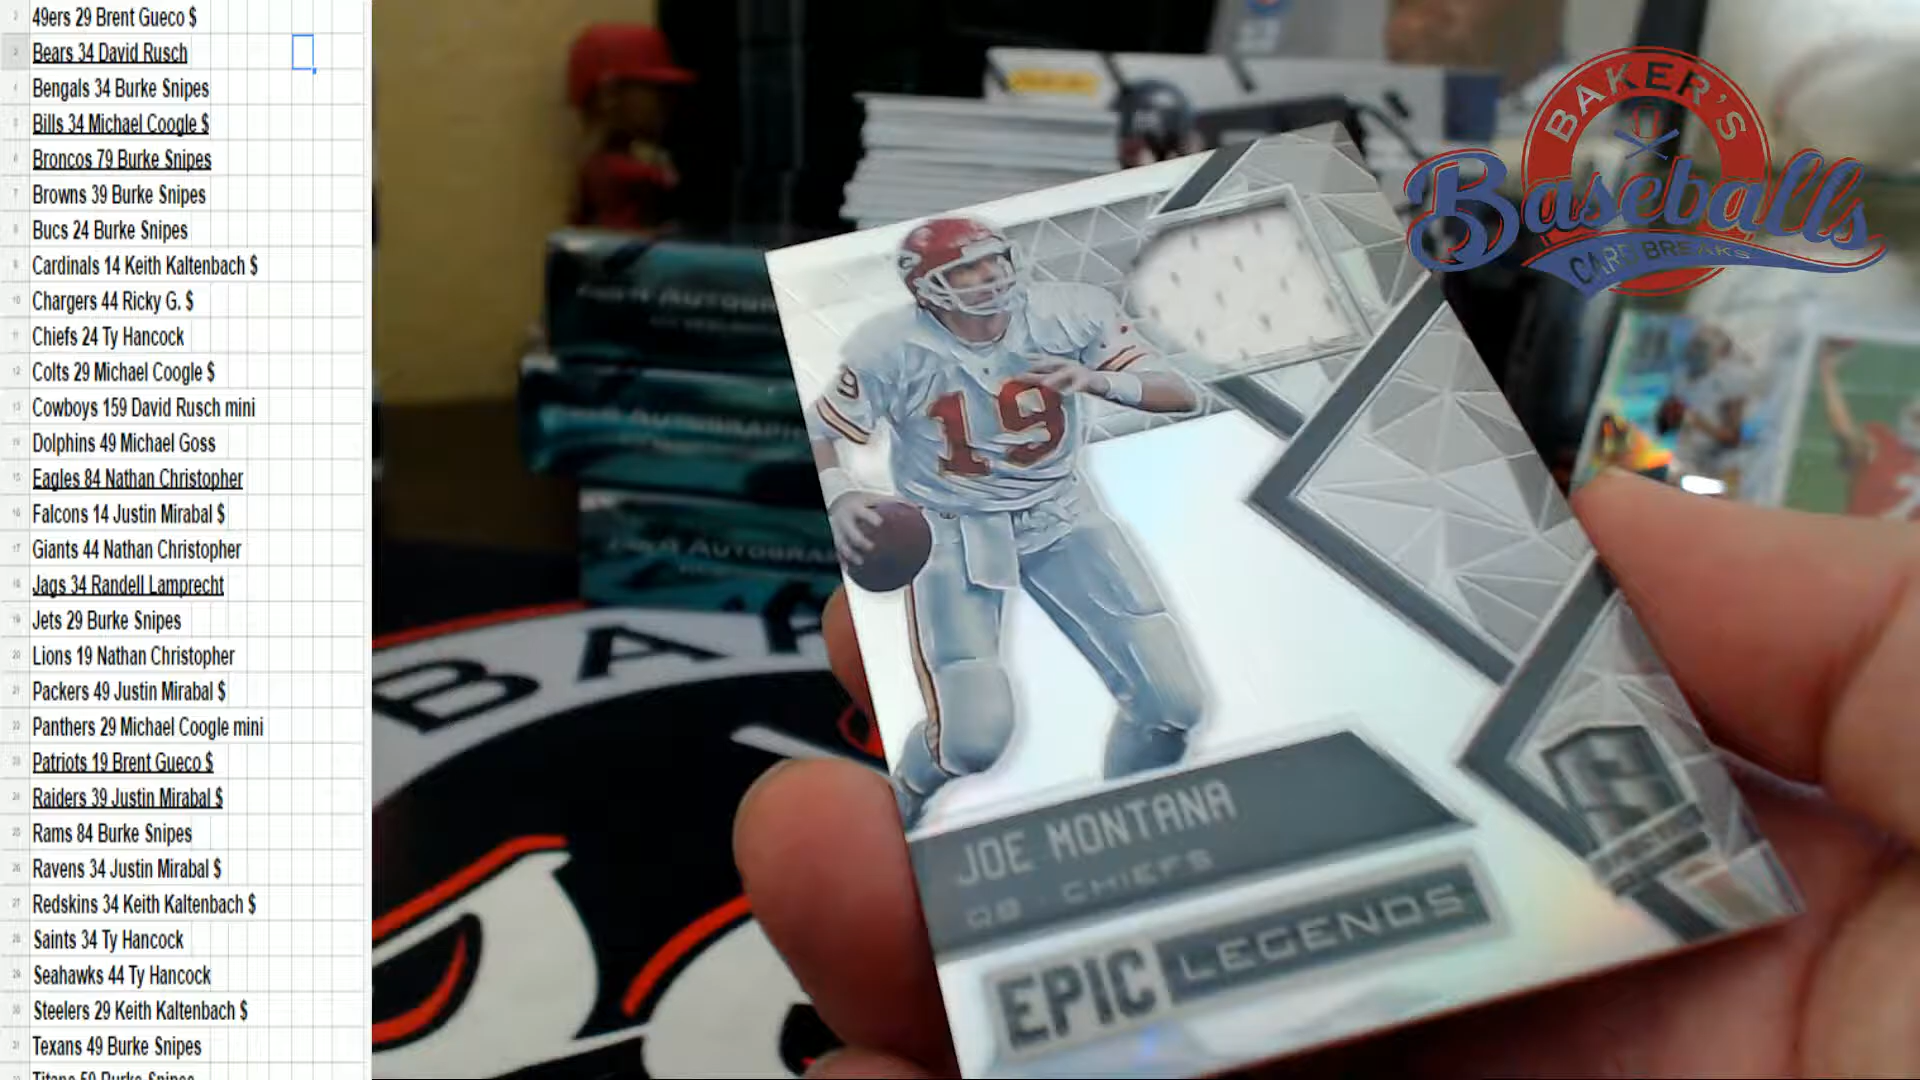 49ers 29 Brent Gueco $
Bears 34 David Rusch
Bengals 34 Burke Snipes
Bills 34 Michael Coogle $
Broncos 79 Burke Snipes
Browns 39 Burke Snipes
Bucs 24 Burke Snipes
Cardinals 14 Keith Kaltenbach $
Chargers 44 Ricky G. $
Chiefs 24 Ty Hancock
Colts 29 Michael Coogle $
Cowboys 159 David Rusch mini
Dolphins 49 Michael Goss
Eagles 84 Nathan Christopher
Falcons 14 Justin Mirabal $
Giants 44 Nathan Christopher
Jags 34 Randell Lamprecht
Jets 29 Burke Snipes
Lions 19 Nathan Christopher
Packers 49 Justin Mirabal $
Panthers 29 Michael Coogle mini
Patriots 19 Brent Gueco $
Raiders 39 Justin Mirabal $
Rams 84 Burke Snipes
Ravens 34 Justin Mirabal $
Redskins 34 Keith Kaltenbach $
Saints 34 Ty Hancock
Seahawks 44 Ty Hancock
Steelers 29 Keith Kaltenbach $
Texans 49 Burke Snipes
Titans 59 Burke Snipes
BAKER'S
Baseballs
CARD BREAKS
AUTOGRAPH
AUTOGRAPH
AUTOGRA
BA
19
19
JOE MONTANA
QB - CHIEFS
EPIC LEGENDS